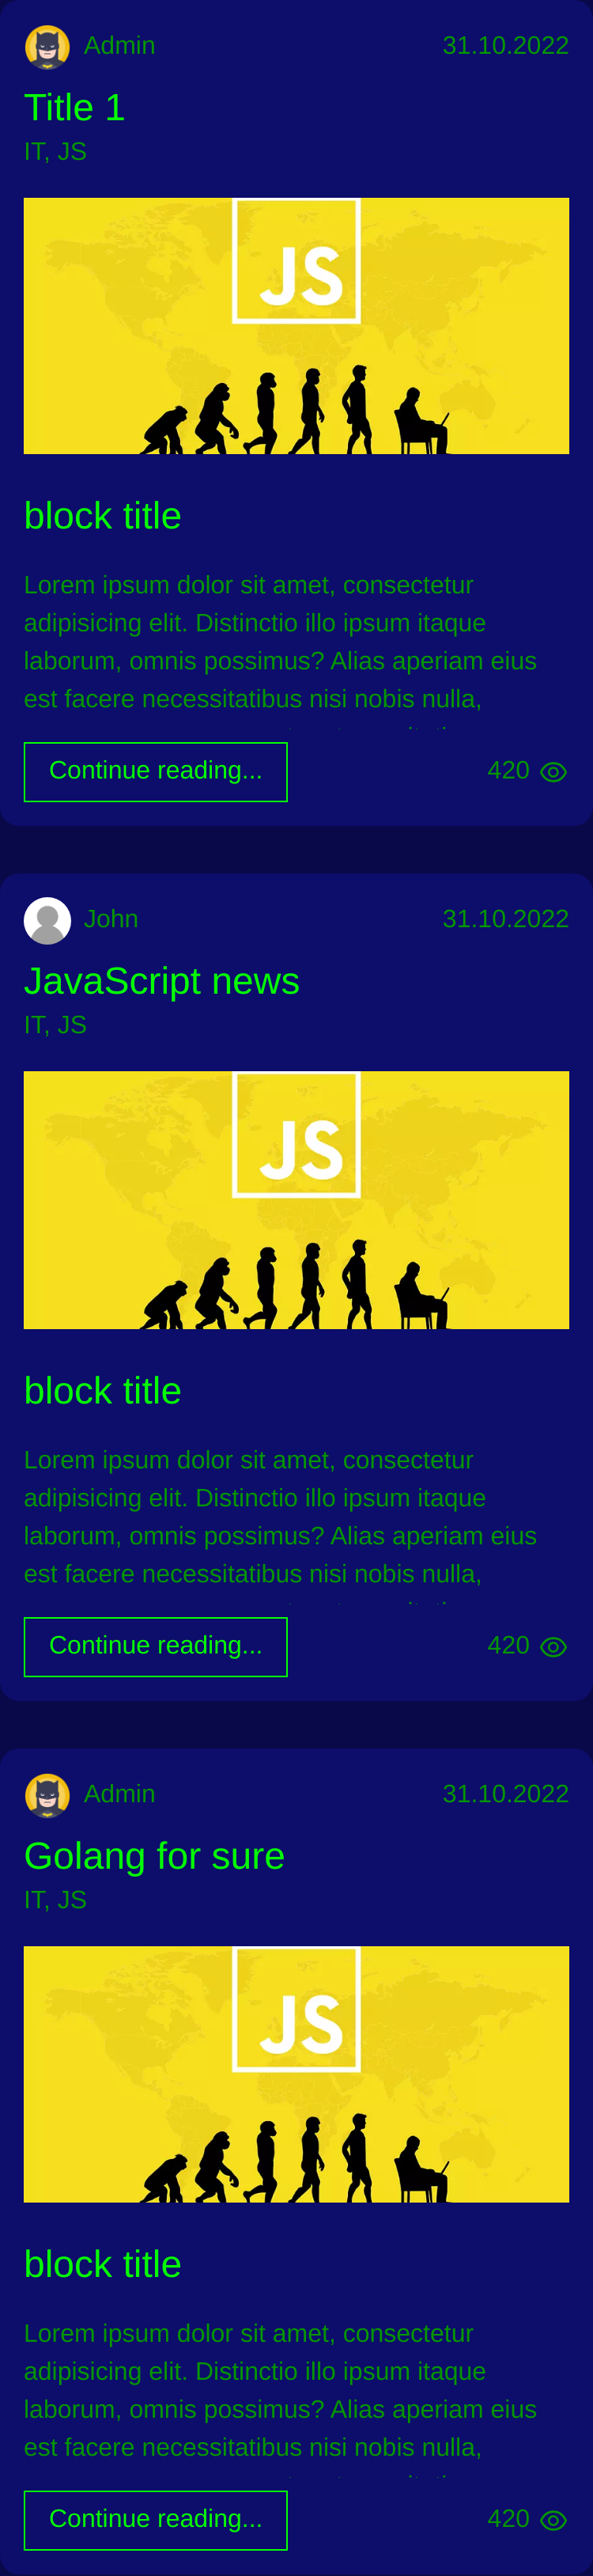 Admin 31.10.2022
Title 1
IT, JS
JS
block title
Lorem ipsum dolor sit amet, consectetur
adipisicing elit. Distinctio illo ipsum itaque
laborum, omnis possimus? Alias aperiam eius
est facere necessitatibus nisi nobis nulla,
Continue reading... 420
John 31.10.2022
JavaScript news
IT, JS
JS
block title
Lorem ipsum dolor sit amet, consectetur
adipisicing elit. Distinctio illo ipsum itaque
laborum, omnis possimus? Alias aperiam eius
est facere necessitatibus nisi nobis nulla,
Continue reading... 420
Admin 31.10.2022
Golang for sure
IT, JS
JS
block title
Lorem ipsum dolor sit amet, consectetur
adipisicing elit. Distinctio illo ipsum itaque
laborum, omnis possimus? Alias aperiam eius
est facere necessitatibus nisi nobis nulla,
Continue reading... 420